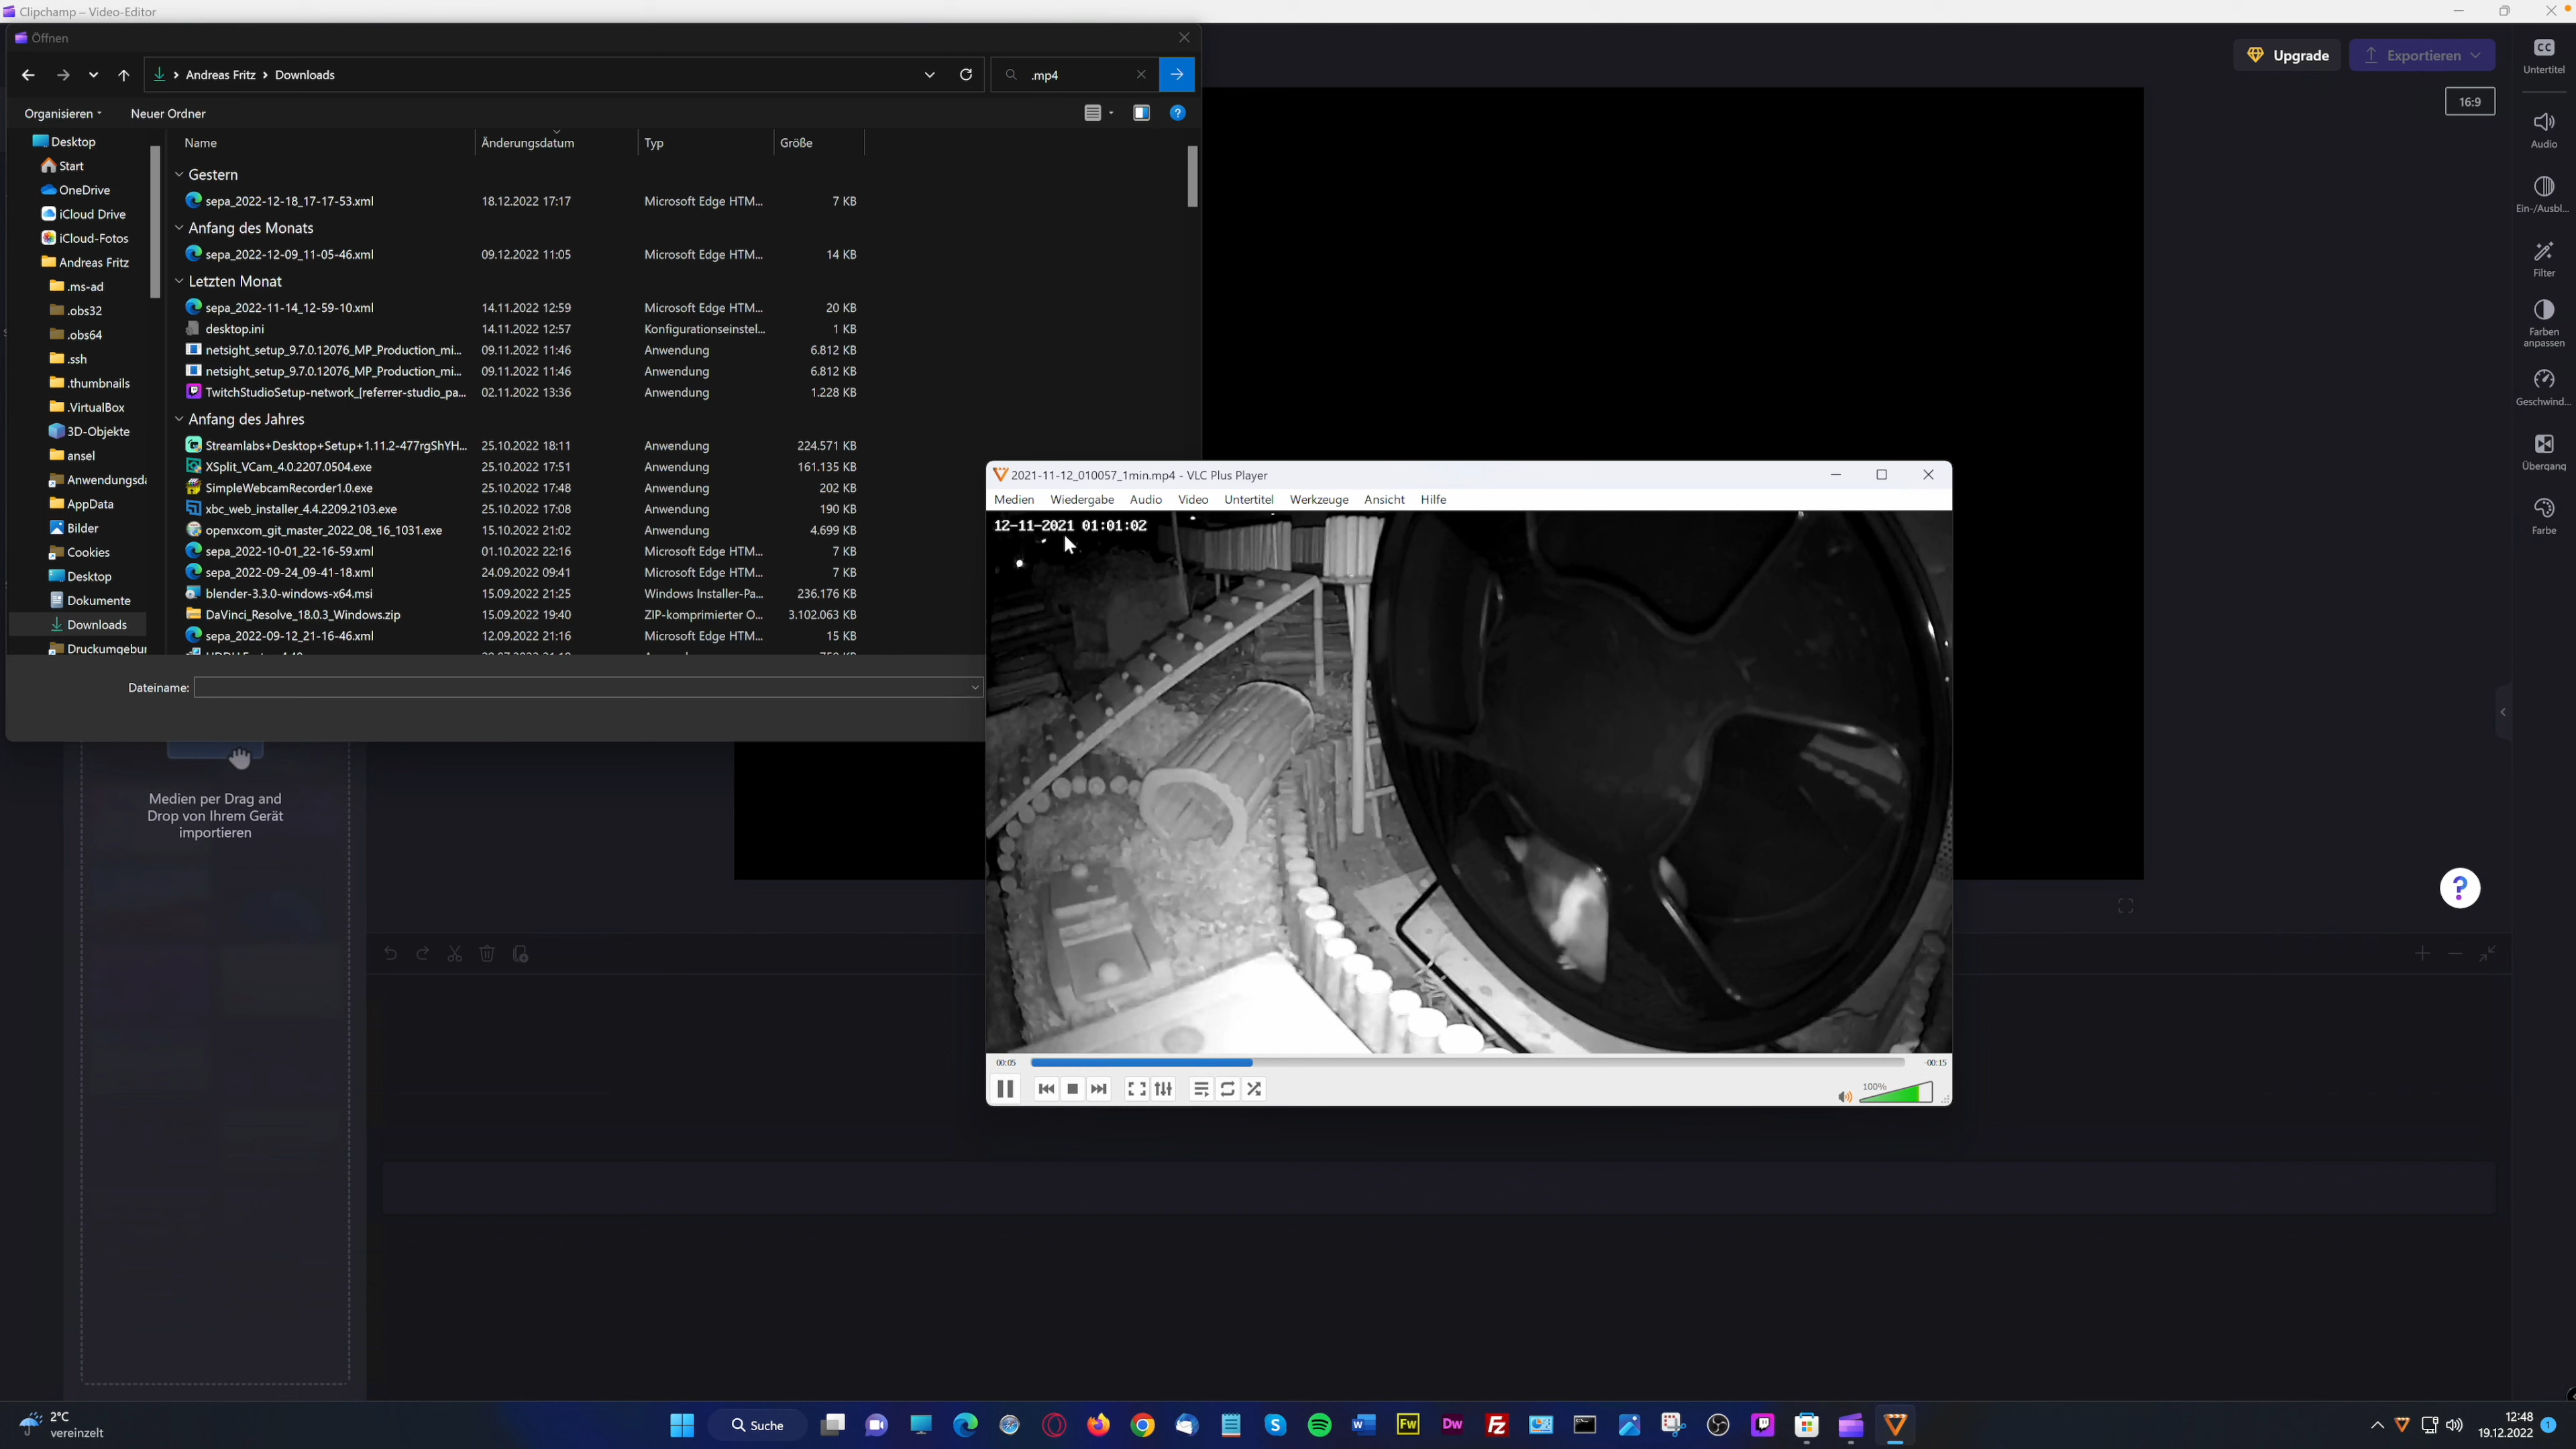 Clipchamp – Video-Editor
Öffnen
Andreas Fritz
Downloads
.mp4
Organisieren
Neuer Ordner
Desktop
Start
OneDrive
iCloud Drive
iCloud-Fotos
Andreas Fritz
.ms-ad
.obs32
.obs64
.ssh
.thumbnails
.VirtualBox
3D-Objekte
ansel
Anwendungsda
AppData
Bilder
Cookies
Desktop
Dokumente
Downloads
Druckumgebur
Name Änderungsdatum Typ Größe
Gestern
sepa_2022-12-18_17-17-53.xml 18.12.2022 17:17 Microsoft Edge HTM... 7 KB
Anfang des Monats
sepa_2022-12-09_11-05-46.xml 09.12.2022 11:05 Microsoft Edge HTM... 14 KB
Letzten Monat
sepa_2022-11-14_12-59-10.xml 14.11.2022 12:59 Microsoft Edge HTM... 20 KB
desktop.ini 14.11.2022 12:57 Konfigurationseinstel... 1 KB
netsight_setup_9.7.0.12076_MP_Production_mi... 09.11.2022 11:46 Anwendung 6.812 KB
netsight_setup_9.7.0.12076_MP_Production_mi... 09.11.2022 11:46 Anwendung 6.812 KB
TwitchStudioSetup-network_[referrer-studio_pa... 02.11.2022 13:36 Anwendung 1.228 KB
Anfang des Jahres
Streamlabs+Desktop+Setup+1.11.2-477rgShYH... 25.10.2022 18:11 Anwendung 224.571 KB
XSplit_VCam_4.0.2207.0504.exe 25.10.2022 17:51 Anwendung 161.135 KB
SimpleWebcamRecorder1.0.exe 25.10.2022 17:48 Anwendung 202 KB
xbc_web_installer_4.4.2209.2103.exe 25.10.2022 17:08 Anwendung 190 KB
openxcom_git_master_2022_08_16_1031.exe 15.10.2022 21:02 Anwendung 4.699 KB
sepa_2022-10-01_22-16-59.xml 01.10.2022 22:16 Microsoft Edge HTM... 7 KB
sepa_2022-09-24_09-41-18.xml 24.09.2022 09:41 Microsoft Edge HTM... 7 KB
blender-3.3.0-windows-x64.msi 15.09.2022 21:25 Windows Installer-Pa... 236.176 KB
DaVinci_Resolve_18.0.3_Windows.zip 15.09.2022 19:40 ZIP-komprimierter O... 3.102.063 KB
sepa_2022-09-12_21-16-46.xml 12.09.2022 21:16 Microsoft Edge HTM... 15 KB
Dateiname:
Medien per Drag and
Drop von Ihrem Gerät
importieren
2021-11-12_010057_1min.mp4 - VLC Plus Player
Medien Wiedergabe Audio Video Untertitel Werkzeuge Ansicht Hilfe
12-11-2021 01:01:02
00:05
-00:15
100%
Upgrade
Exportieren
16:9
CC
Untertitel
Audio
Ein-/Ausbl...
Filter
Farben
anpassen
Geschwind...
Übergang
Farbe
?
2°C
vereinzelt
Suche
12:48
19.12.2022
1